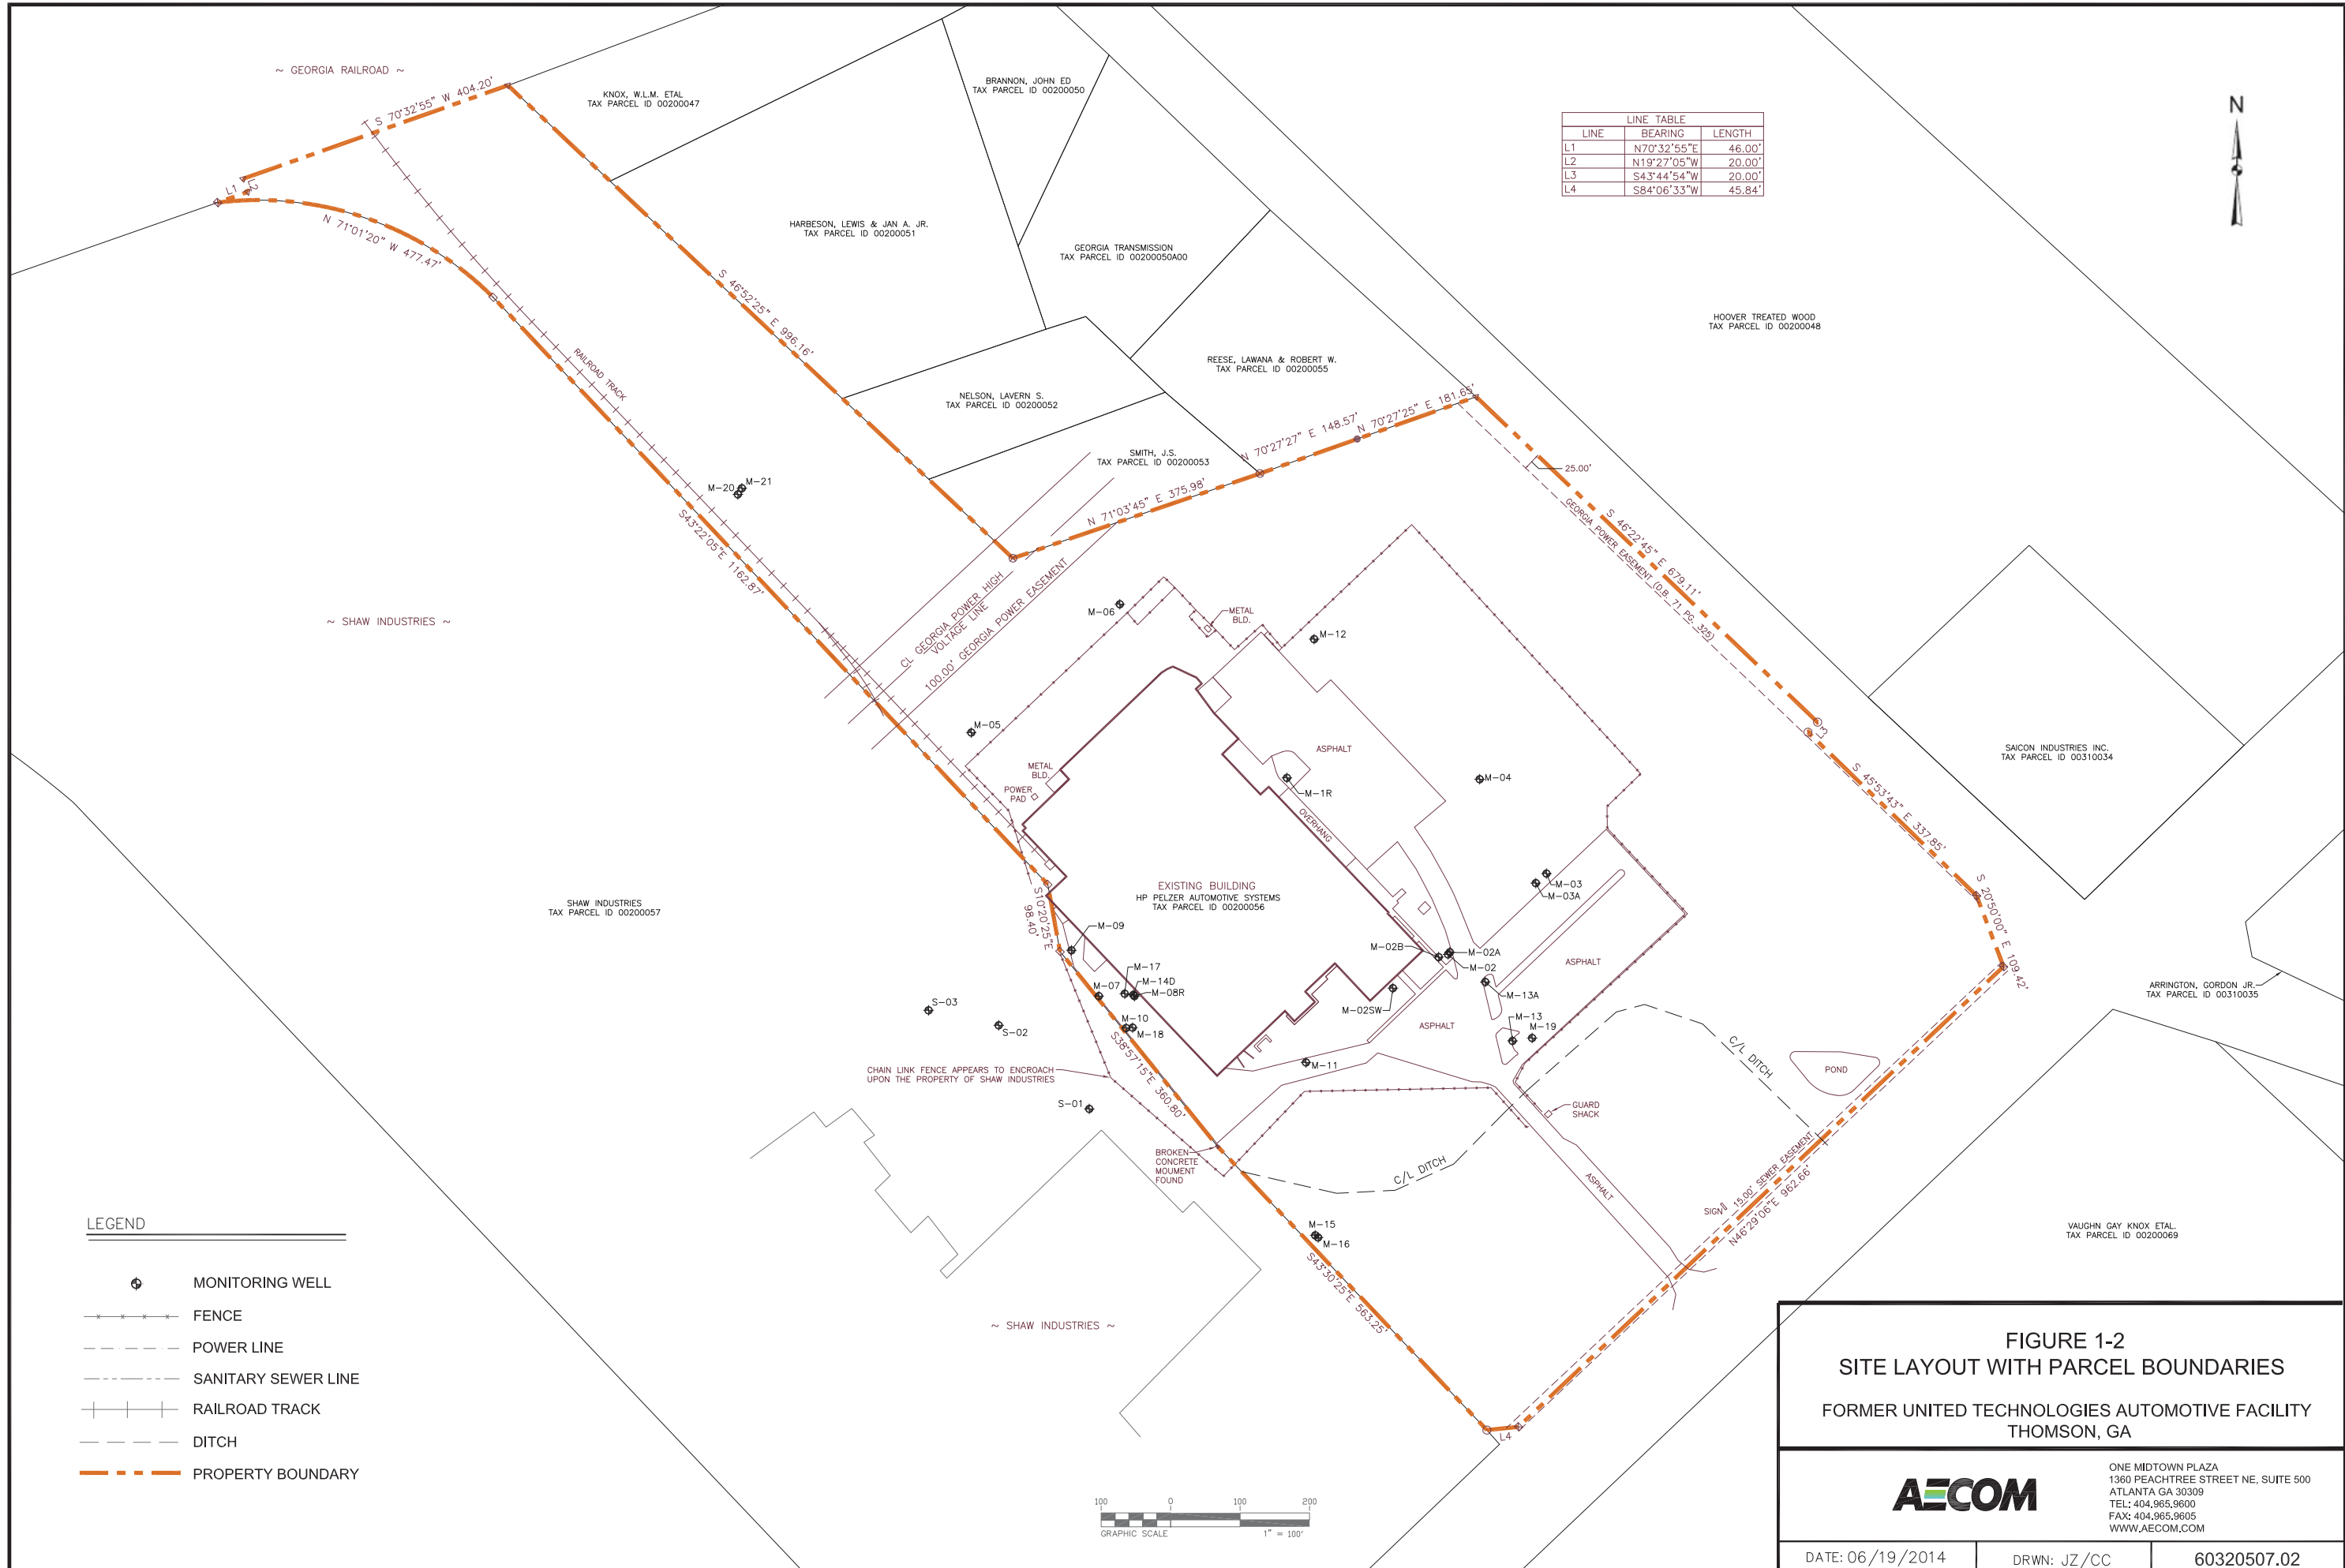 ~ GEORGIA RAILROAD ~
S 70°32'55" W 404.20'
KNOX, W.L.M. ETAL
TAX PARCEL ID 00200047
BRANNON, JOHN ED
TAX PARCEL ID 00200050
LINE TABLE
LINE BEARING LENGTH
L1 N70°32'55"E 46.00'
L2 N19°27'05"W 20.00'
L3 S43°44'54"W 20.00'
L4 S84°06'33"W 45.84'
N
L1
L2
N 71°01'20" W 477.47'
HARBESON, LEWIS & JAN A. JR.
TAX PARCEL ID 00200051
GEORGIA TRANSMISSION
TAX PARCEL ID 00200050A00
HOOVER TREATED WOOD
TAX PARCEL ID 00200048
S 46°52'25" E 996.16'
RAILROAD TRACK
REESE, LAWANA & ROBERT W.
TAX PARCEL ID 00200055
NELSON, LAVERN S.
TAX PARCEL ID 00200052
SMITH, J.S.
TAX PARCEL ID 00200053
N 70°27'27" E 148.57'
N 70°27'25" E 181.65'
25.00'
N 71°03'45" E 375.98'
M-20
M-21
S43°22'05"E 1162.87'
GEORGIA POWER EASEMENT (D.B. 71 PG. 325)
S 46°22'45" E 679.11'
CL GEORGIA POWER HIGH
VOLTAGE LINE
100.00' GEORGIA POWER EASEMENT
~ SHAW INDUSTRIES ~
M-06
METAL
BLD.
M-12
M-05
ASPHALT
METAL
BLD.
POWER
PAD
M-1R
OVERHANG
M-04
L3
S 45°53'43" E 337.85'
SAICON INDUSTRIES INC.
TAX PARCEL ID 00310034
SHAW INDUSTRIES
TAX PARCEL ID 00200057
EXISTING BUILDING
HP PELZER AUTOMOTIVE SYSTEMS
TAX PARCEL ID 00200056
M-03
M-03A
S10°20'25"E
98.40'
M-09
M-02B
M-02A
M-02
ASPHALT
S 20°50'00" E 109.42'
M-17
M-14D
M-08R
M-07
M-13A
M-02SW
ARRINGTON, GORDON JR.
TAX PARCEL ID 00310035
S-03
S-02
M-10
M-18
M-13
M-19
ASPHALT
M-11
C/L DITCH
POND
CHAIN LINK FENCE APPEARS TO ENCROACH
UPON THE PROPERTY OF SHAW INDUSTRIES
S38°57'15"E 360.80'
S-01
GUARD
SHACK
BROKEN
CONCRETE
MOUMENT
FOUND
C/L DITCH
ASPHALT
SIGN
15.00' SEWER EASEMENT
N46°29'06"E 962.66'
VAUGHN GAY KNOX ETAL.
TAX PARCEL ID 00200069
M-15
M-16
S43°30'25"E 563.25'
~ SHAW INDUSTRIES ~
L4
LEGEND
MONITORING WELL
FENCE
POWER LINE
SANITARY SEWER LINE
RAILROAD TRACK
DITCH
PROPERTY BOUNDARY
100 0 100 200
GRAPHIC SCALE 1" = 100'
FIGURE 1-2
SITE LAYOUT WITH PARCEL BOUNDARIES
FORMER UNITED TECHNOLOGIES AUTOMOTIVE FACILITY
THOMSON, GA
AECOM
ONE MIDTOWN PLAZA
1360 PEACHTREE STREET NE, SUITE 500
ATLANTA GA 30309
TEL: 404.965.9600
FAX: 404.965.9605
WWW.AECOM.COM
DATE: 06/19/2014
DRWN: JZ/CC
60320507.02